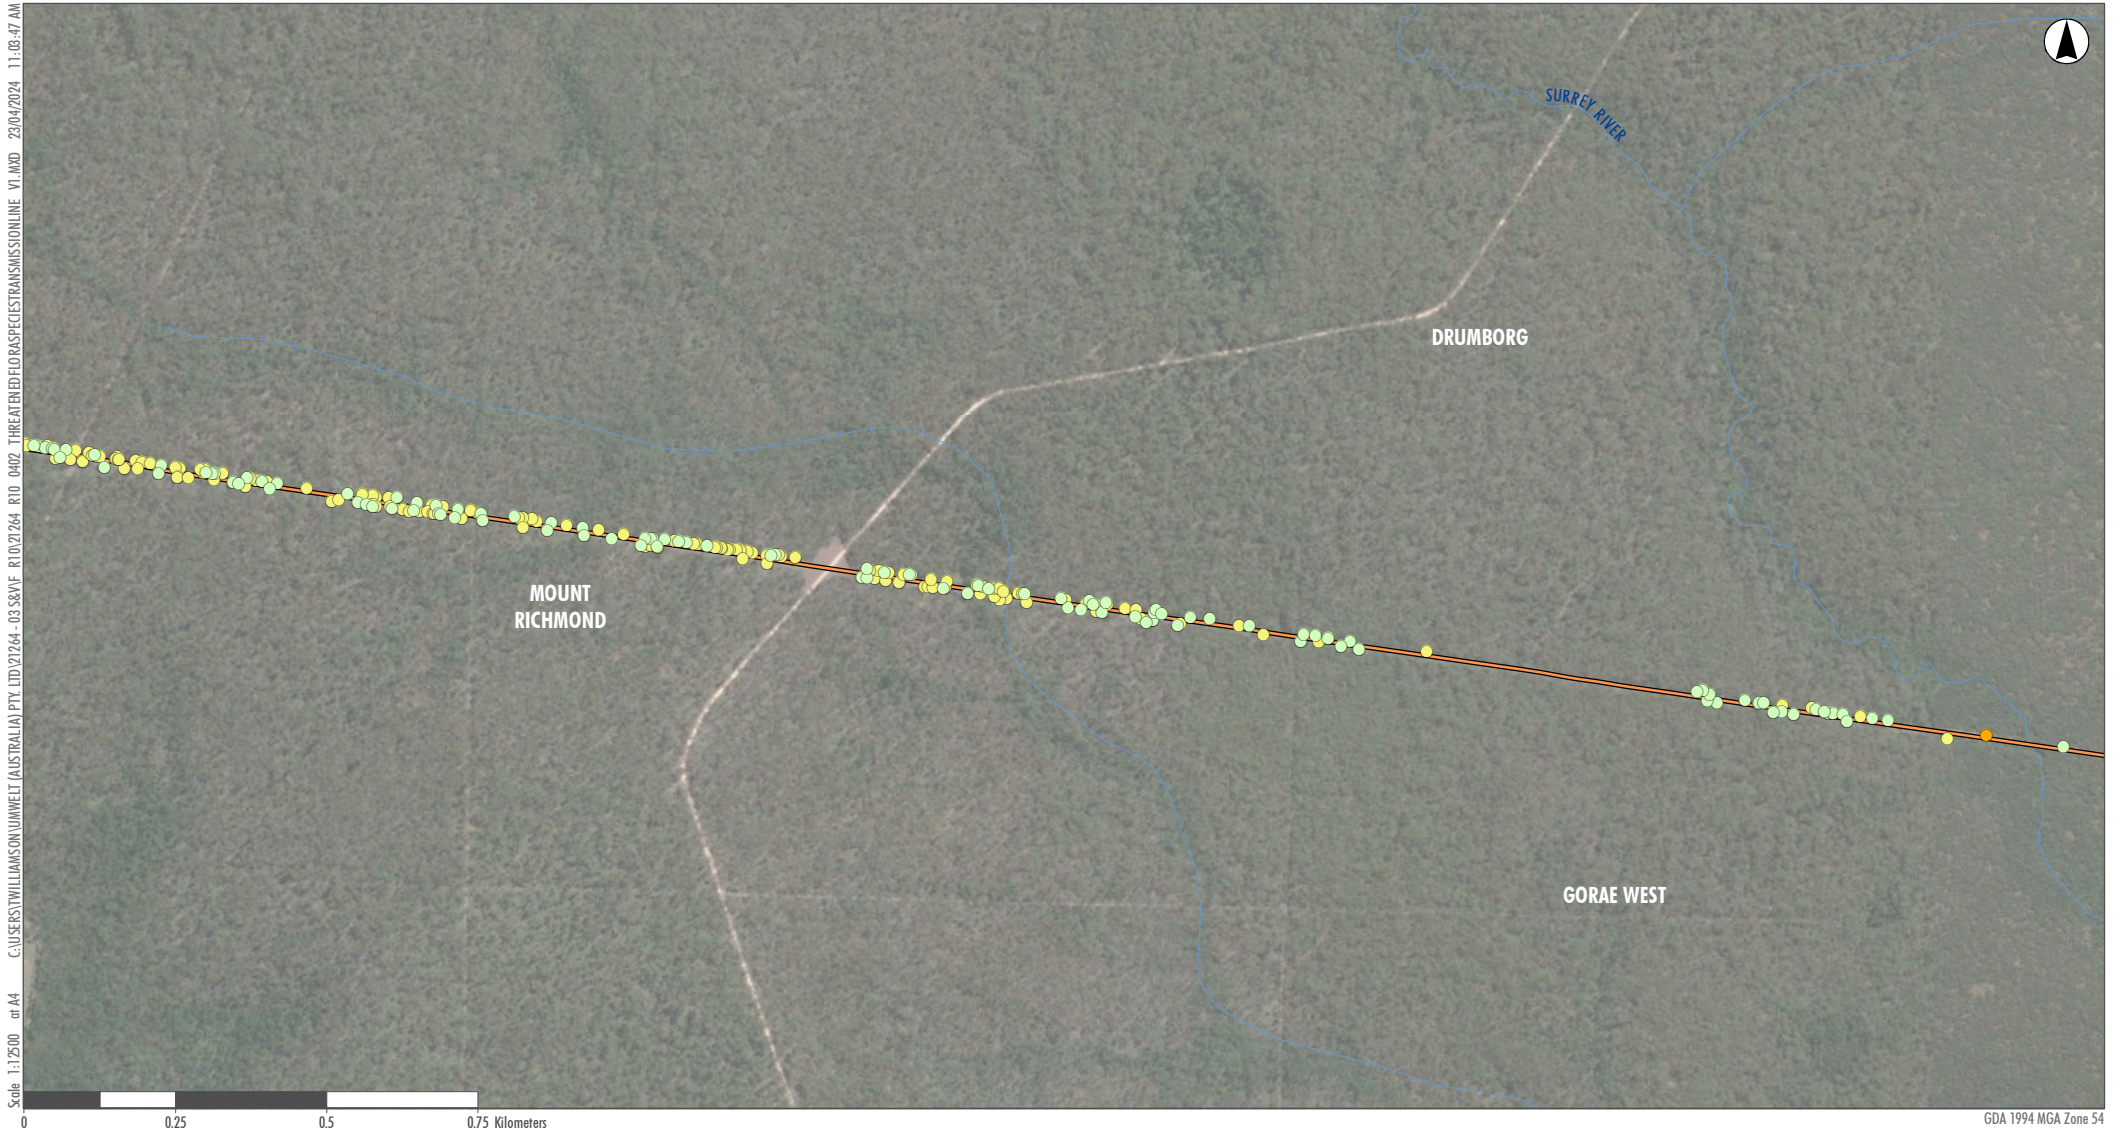 SURREY RIVER
DRUMBORG
MOUNT
RICHMOND
GORAE WEST
0 0.25 0.5 0.75 Kilometers
GDA 1994 MGA Zone 54
Scale 1:12500 at A4 C:\USERS\TWILLIAMSON\UMWELT (AUSTRALIA) PTY. LTD\21264 - 03 S&V\F R10\21264 R10 0402 THREATENEDFLORASPECIESTRANSMISSIONLINE V1.MXD 23/04/2024 11:03:47 AM